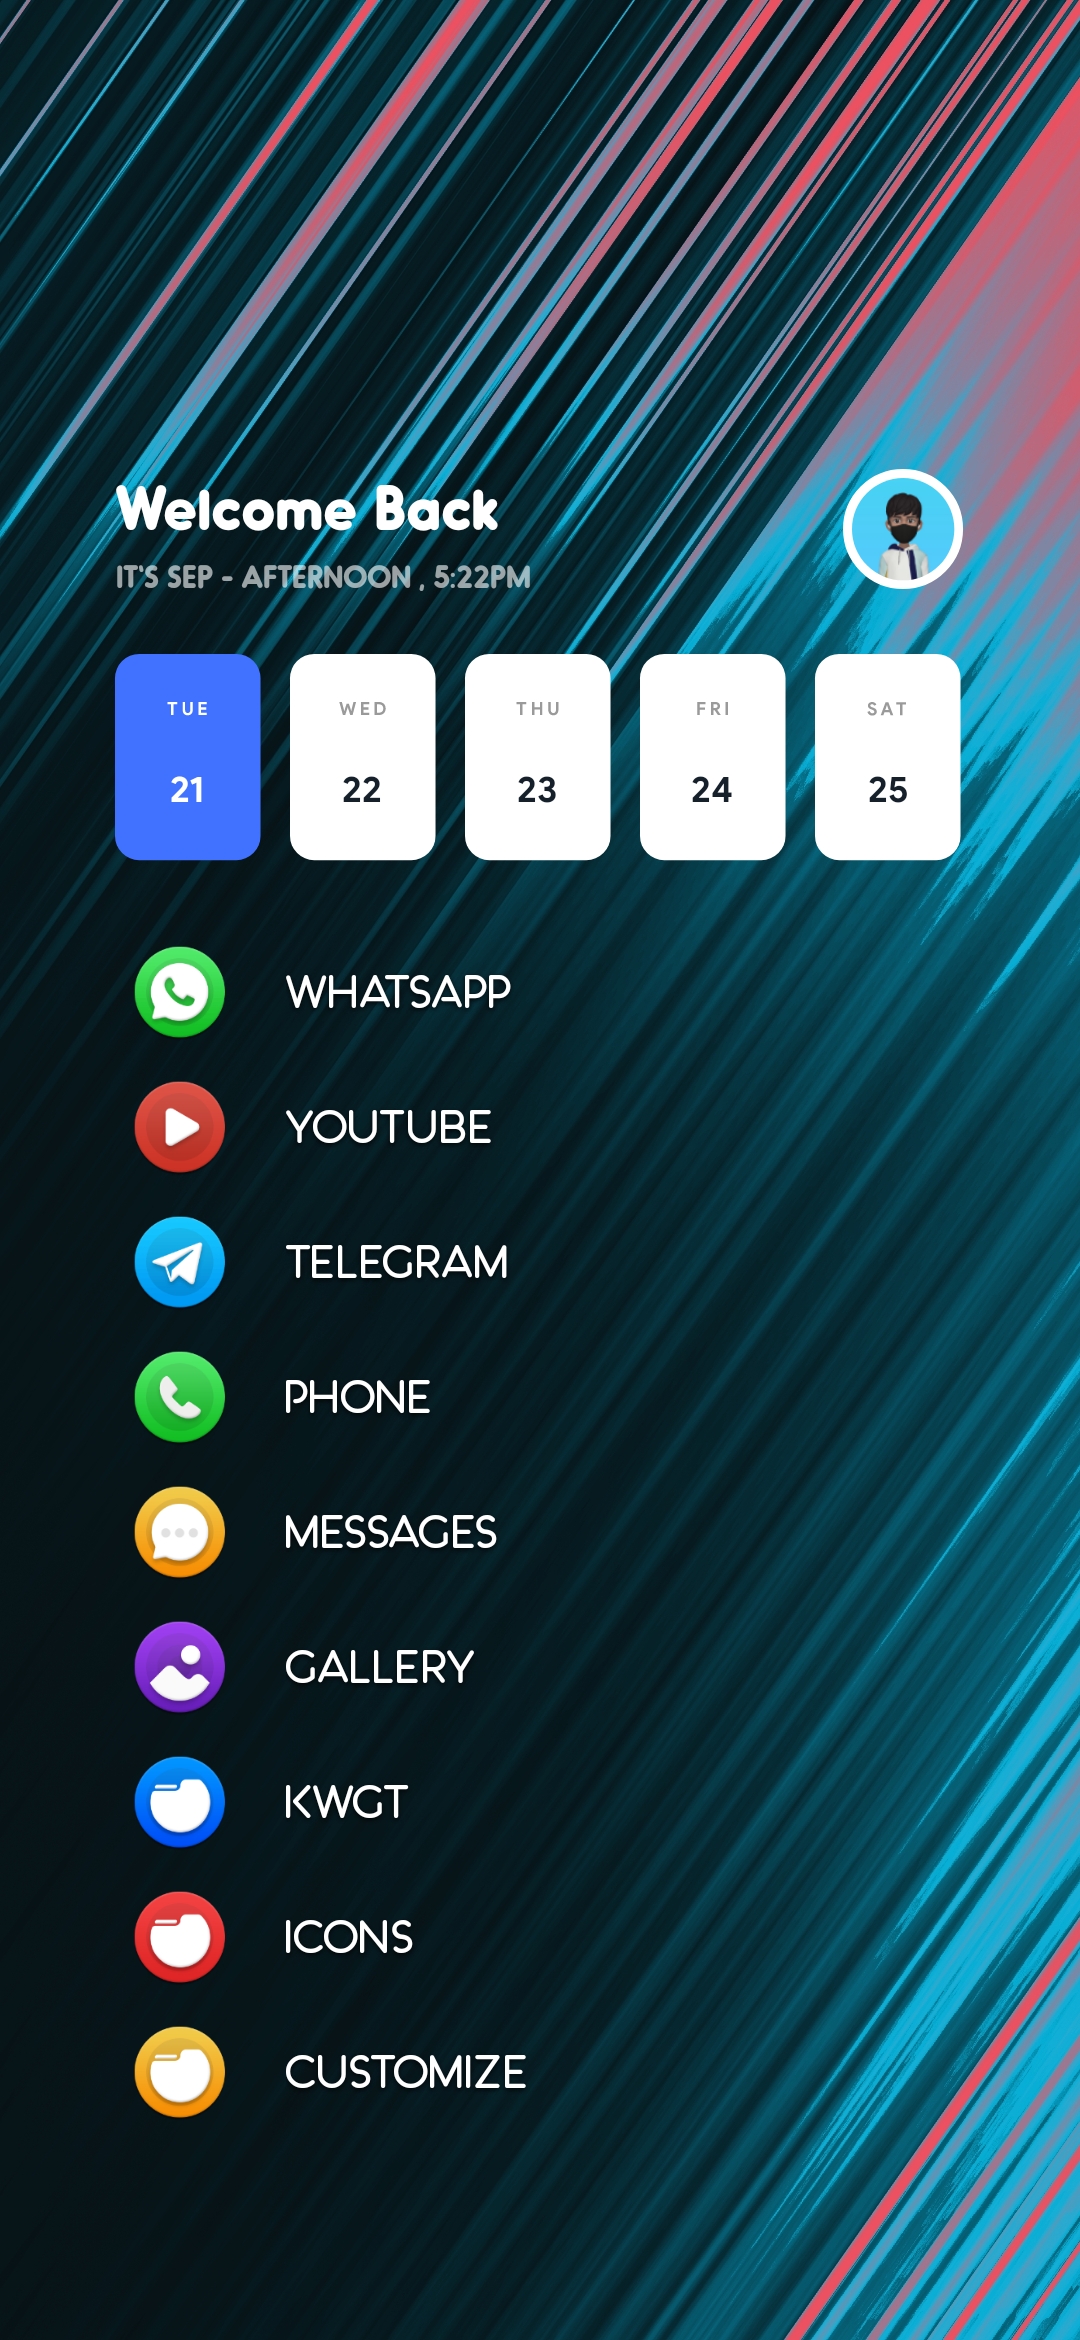 Welcome Back
IT'S SEP - AFTERNOON , 5:22PM
TUE WED THU FRI SAT
21 22 23 24 25
WHATSAPP
YOUTUBE
TELEGRAM
PHONE
MESSAGES
GALLERY
KWGT
ICONS
CUSTOMIZE